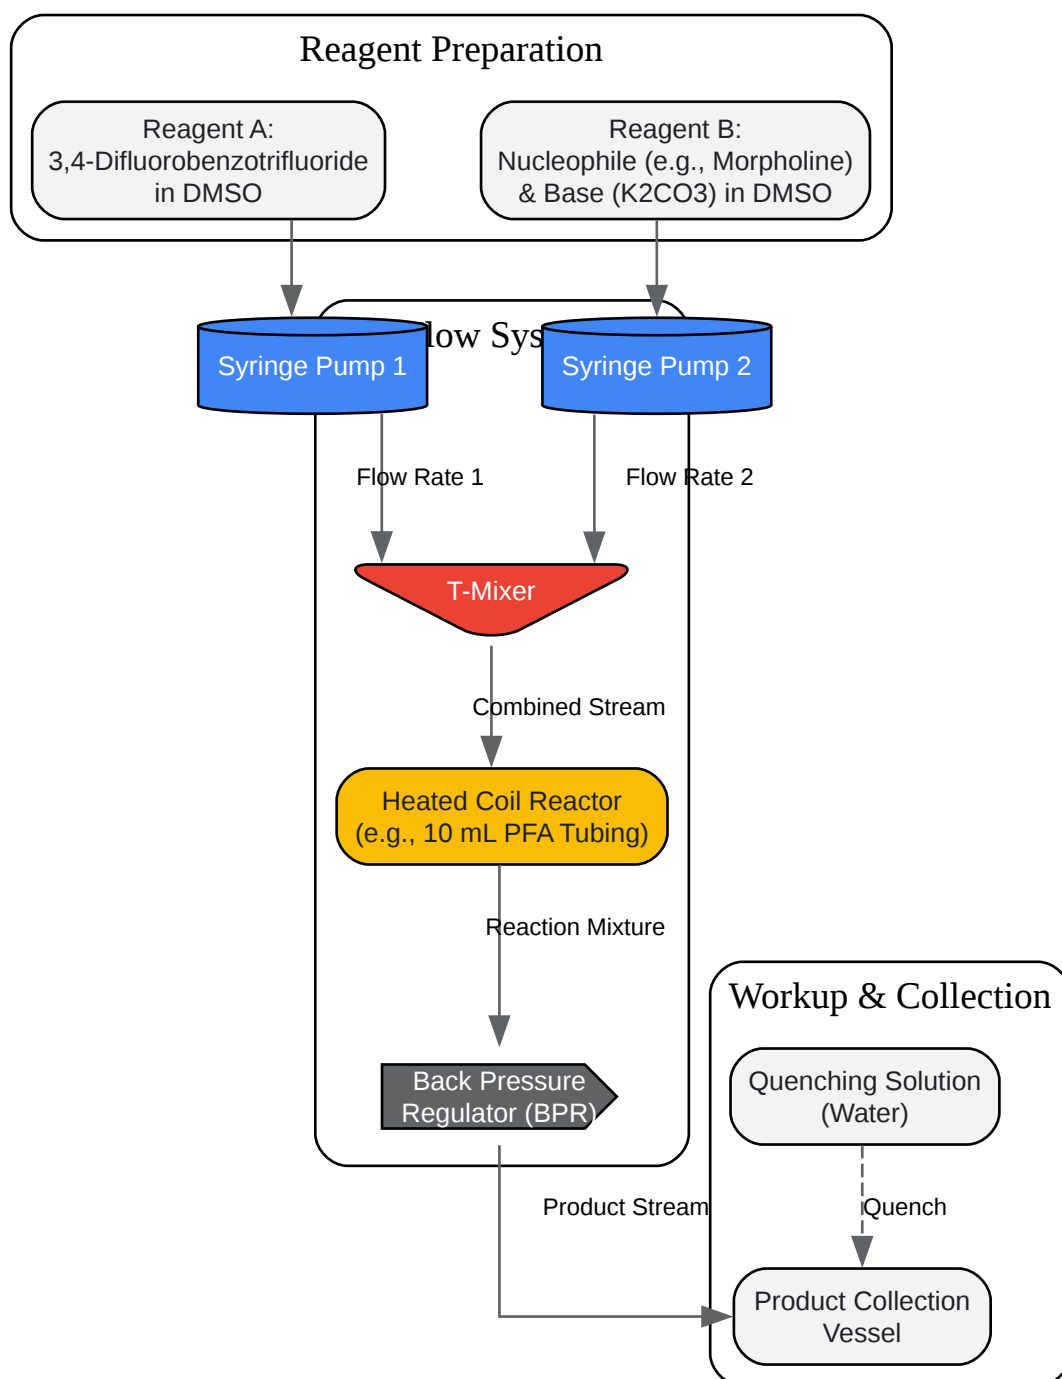 Reagent Preparation
Reagent A:
3,4-Difluorobenzotrifluoride
in DMSO
Reagent B:
Nucleophile (e.g., Morpholine)
& Base (K2CO3) in DMSO
low Sys
Syringe Pump 1
Syringe Pump 2
Flow Rate 1
Flow Rate 2
T-Mixer
Combined Stream
Heated Coil Reactor
(e.g., 10 mL PFA Tubing)
Reaction Mixture
Back Pressure
Regulator (BPR)
Product Stream
Workup & Collection
Quenching Solution
(Water)
Quench
Product Collection
Vessel